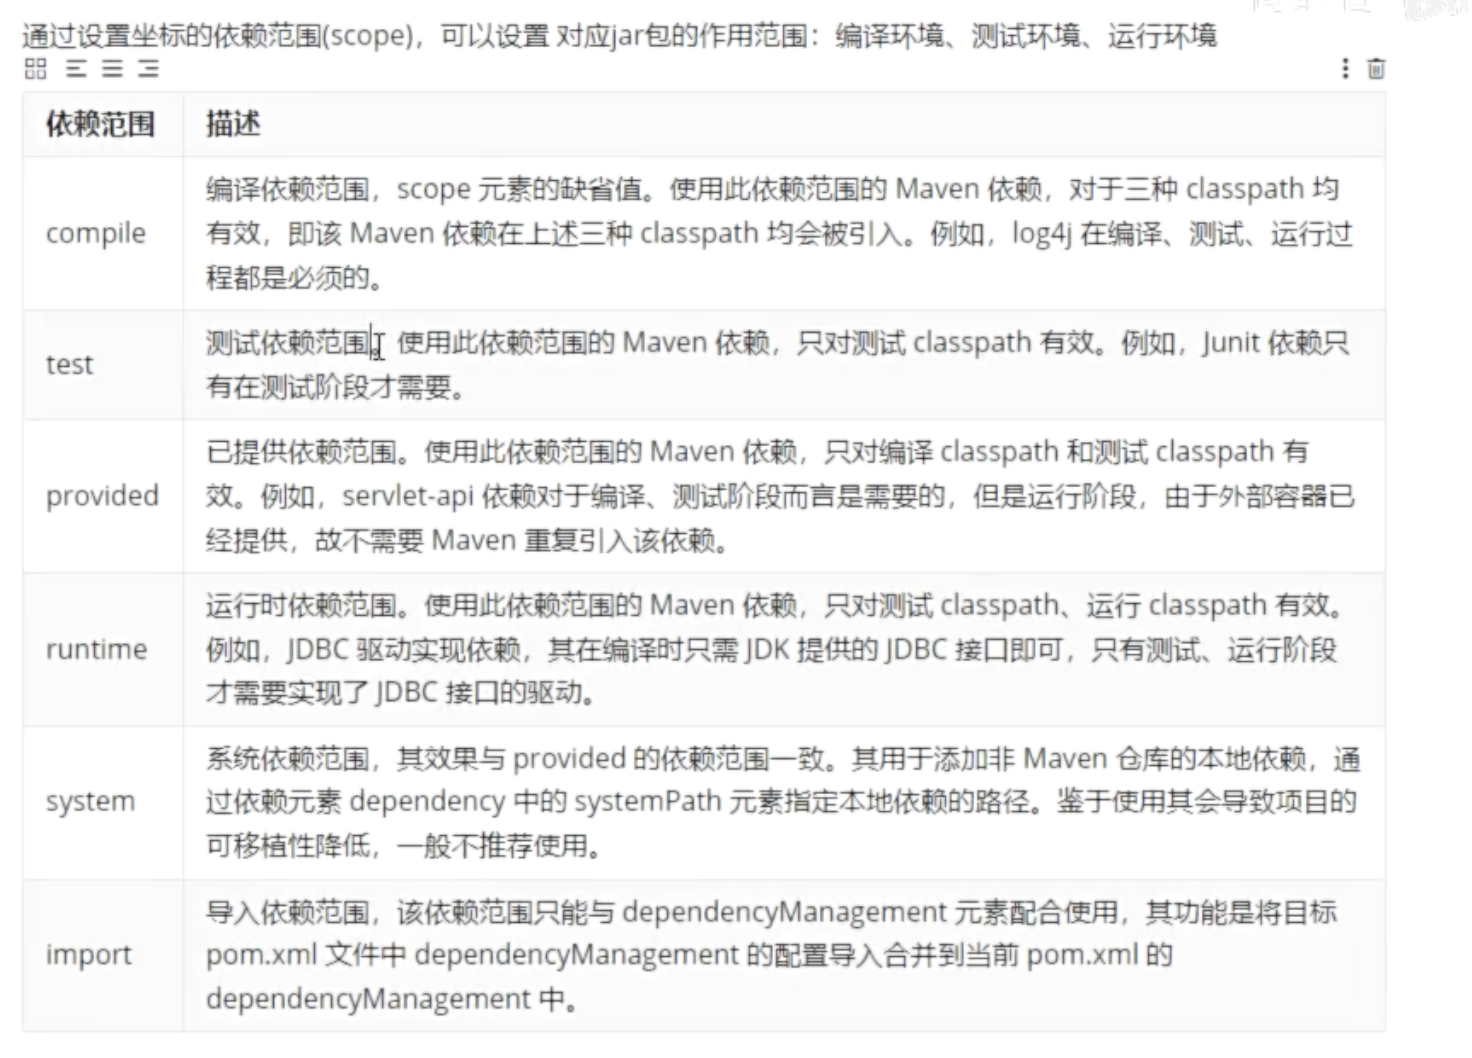 通过设置坐标的依赖范围(scope)，可以设置 对应jar包的作用范围：编译环境、测试环境、运行环境
依赖范围 描述
compile
编译依赖范围，scope 元素的缺省值。使用此依赖范围的 Maven 依赖，对于三种 classpath 均
有效，即该 Maven 依赖在上述三种 classpath 均会被引入。例如，log4j 在编译、测试、运行过
程都是必须的。
test
测试依赖范围。使用此依赖范围的 Maven 依赖，只对测试 classpath 有效。例如，Junit 依赖只
有在测试阶段才需要。
provided
已提供依赖范围。使用此依赖范围的 Maven 依赖，只对编译 classpath 和测试 classpath 有
效。例如，servlet-api 依赖对于编译、测试阶段而言是需要的，但是运行阶段，由于外部容器已
经提供，故不需要 Maven 重复引入该依赖。
runtime
运行时依赖范围。使用此依赖范围的 Maven 依赖，只对测试 classpath、运行 classpath 有效。
例如，JDBC 驱动实现依赖，其在编译时只需 JDK 提供的 JDBC 接口即可，只有测试、运行阶段
才需要实现了 JDBC 接口的驱动。
system
系统依赖范围，其效果与 provided 的依赖范围一致。其用于添加非 Maven 仓库的本地依赖，通
过依赖元素 dependency 中的 systemPath 元素指定本地依赖的路径。鉴于使用其会导致项目的
可移植性降低，一般不推荐使用。
import
导入依赖范围，该依赖范围只能与 dependencyManagement 元素配合使用，其功能是将目标
pom.xml 文件中 dependencyManagement 的配置导入合并到当前 pom.xml 的
dependencyManagement 中。